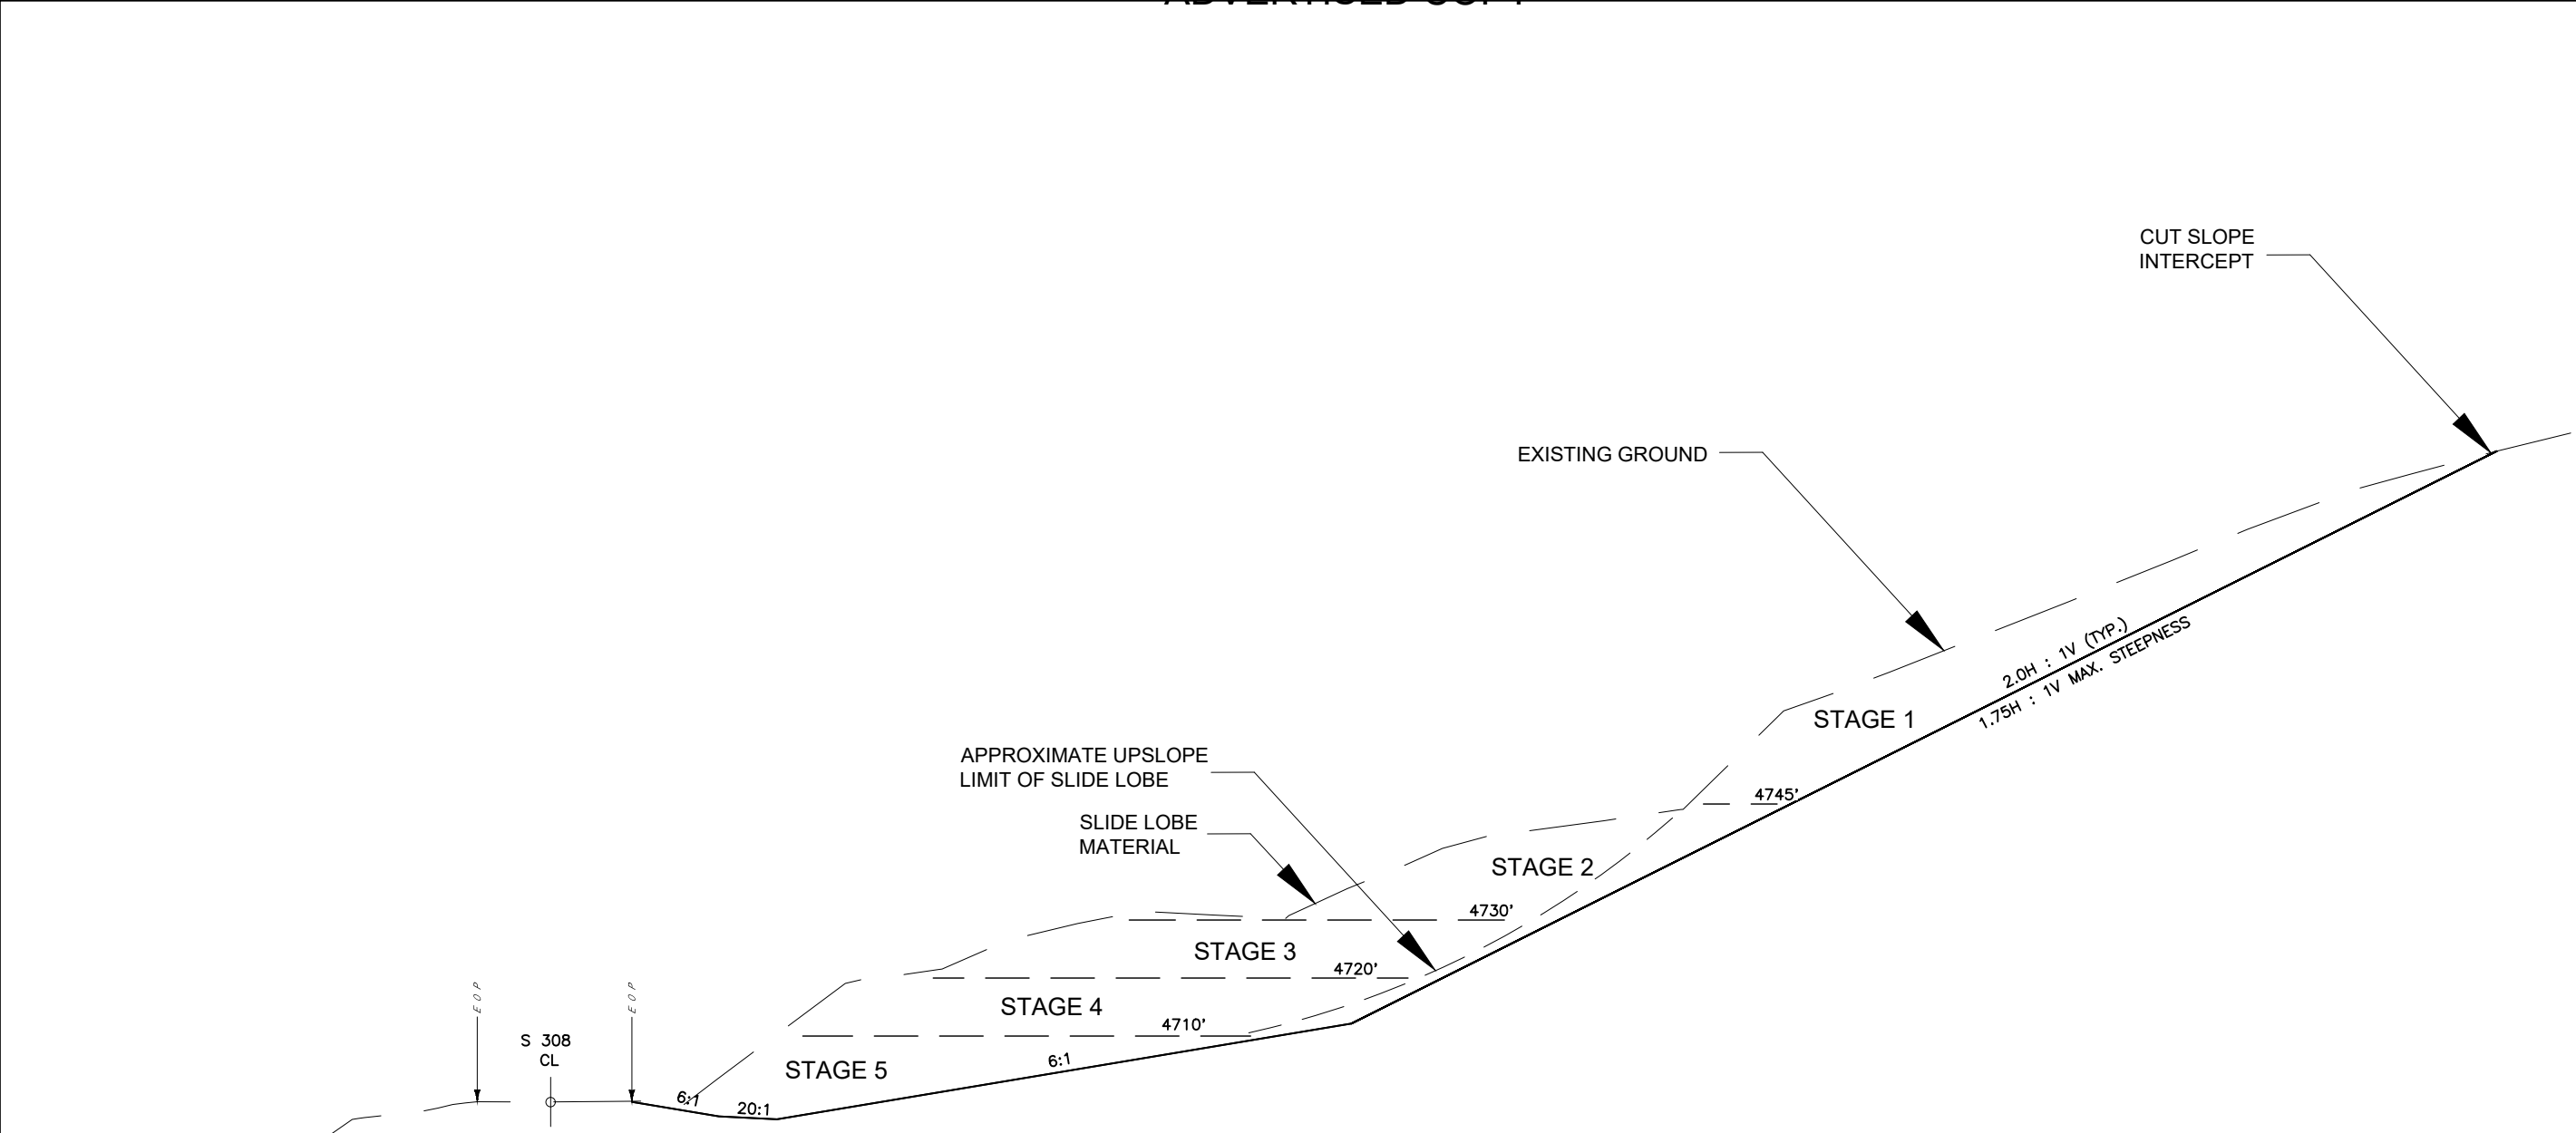 CUT SLOPE
INTERCEPT
EXISTING GROUND
2.0H : 1V (TYP.)
1.75H : 1V MAX. STEEPNESS
STAGE 1
APPROXIMATE UPSLOPE
LIMIT OF SLIDE LOBE
4745'
SLIDE LOBE
MATERIAL
STAGE 2
4730'
STAGE 3
4720'
EOP
EOP
STAGE 4
4710'
S 308
CL
6:1
STAGE 5
6:1
20:1